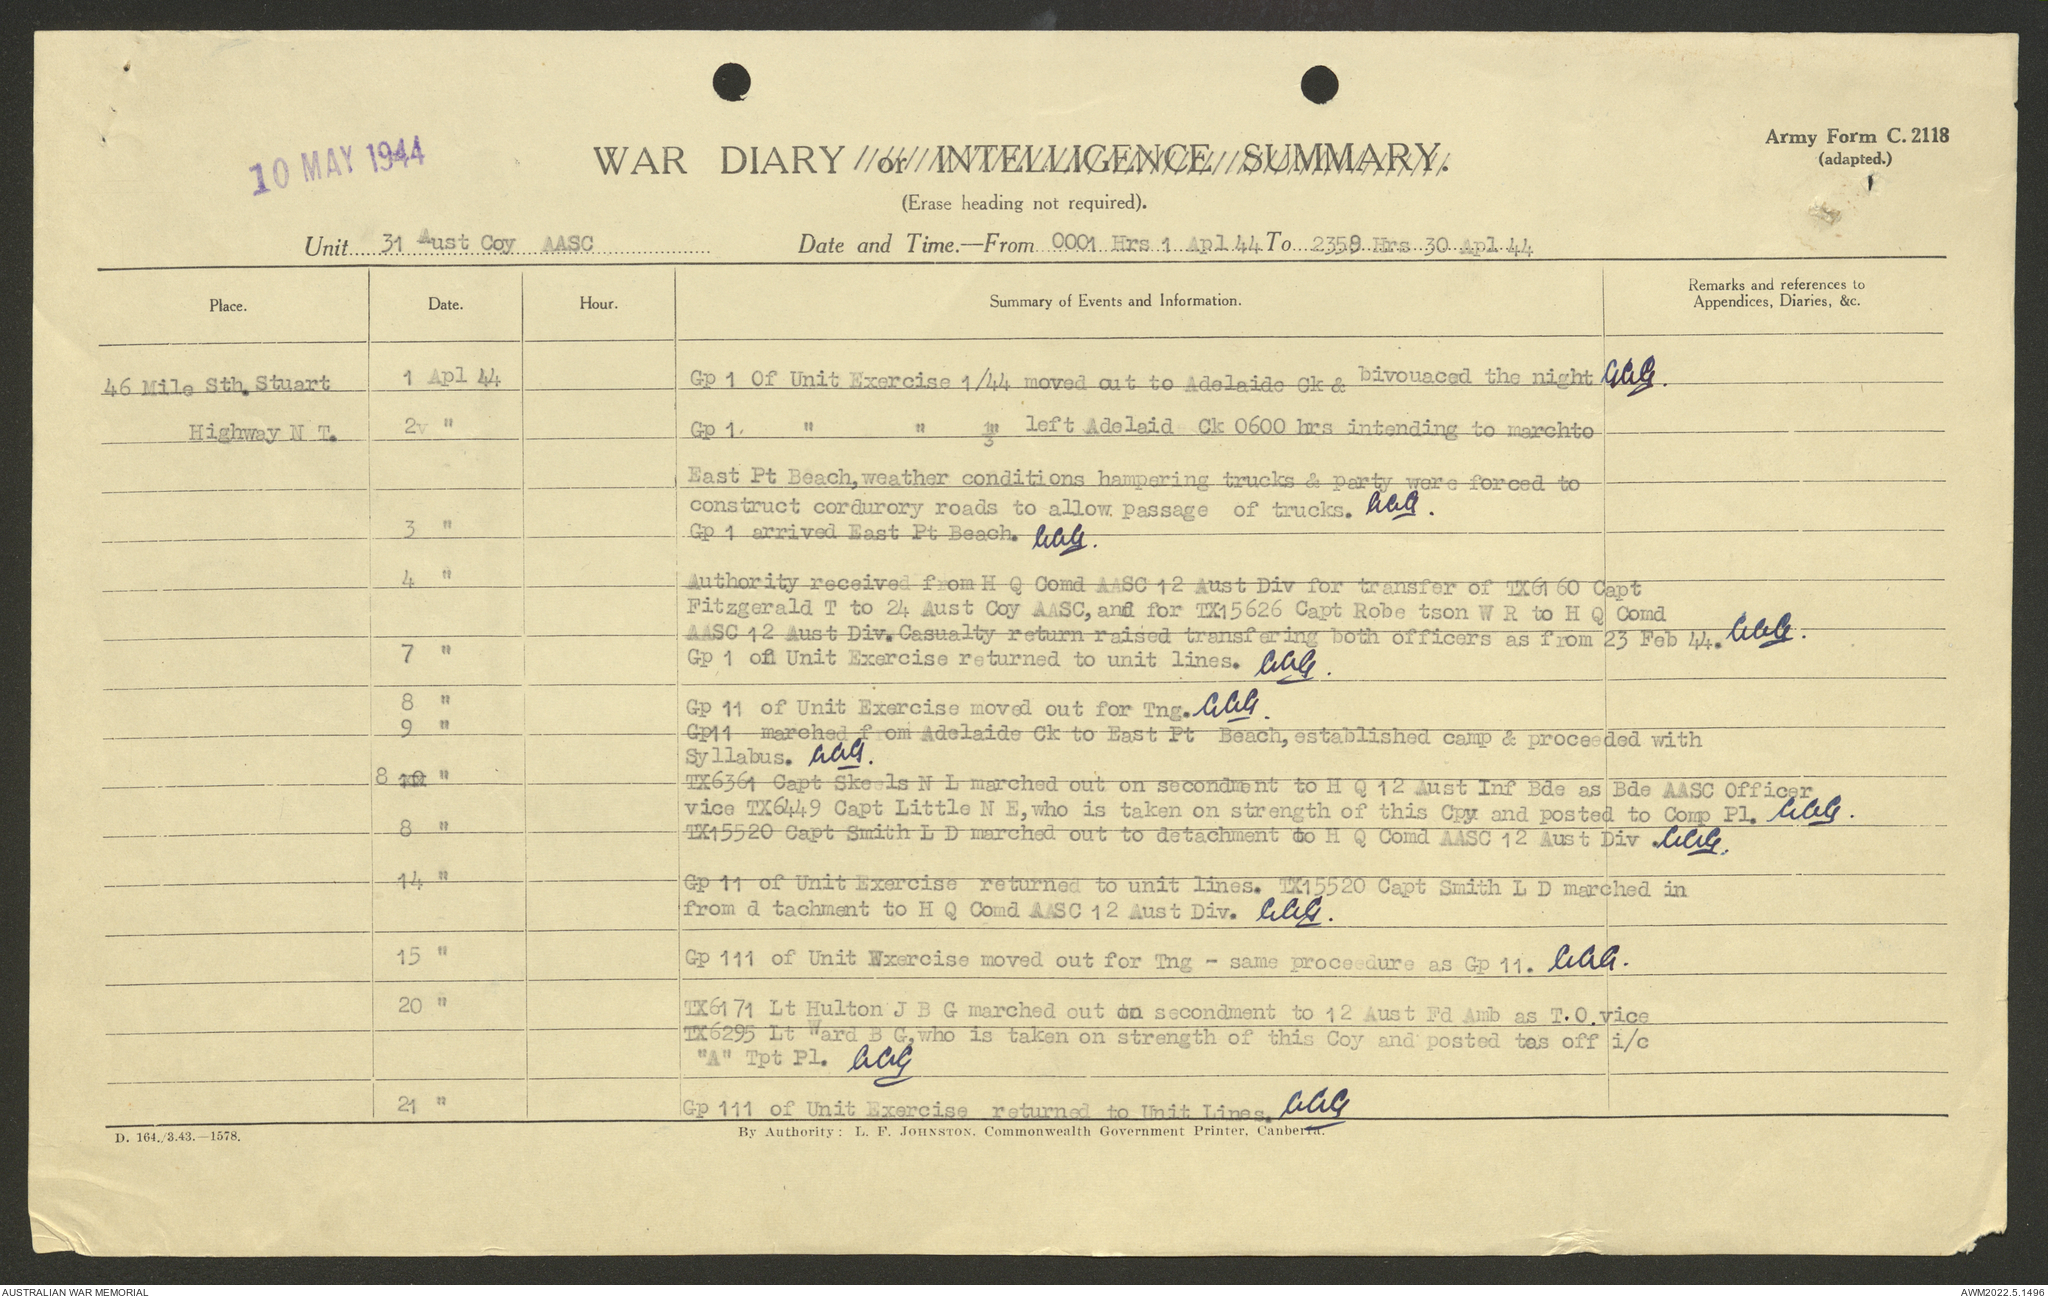 10 MAY 1944
Army Form C. 2118
(adapted.)
WAR DIARY or INTELLIGENCE SUMMARY.
(Erase heading not required).
Unit 31 Aust Coy AASC
Date and Time.—From 0001 Hrs 1 Apl 44 To 2359 Hrs 30 Apl 44
Place. Date. Hour. Summary of Events and Information. Remarks and references to
Appendices, Diaries, &c.
46 Mile Sth. Stuart 1 Apl 44 Gp 1 Of Unit Exercise 1/44 moved out to Adelaide Ck & bivouaced the night
Highway N T. 2 " Gp 1. " " " left Adelaid Ck 0600 hrs intending to marchto
East Pt Beach,weather conditions hampering trucks & party were forced to
construct cordurory roads to allow passage of trucks.
3 " Gp 1 arrived East Pt Beach.
4 " Authority received from H Q Comd AASC 12 Aust Div for transfer of TX6160 Capt
Fitzgerald T to 24 Aust Coy AASC,and for TX15626 Capt Robe tson W R to H Q Comd
AASC 12 Aust Div.Casualty return raised transfering both officers as from 23 Feb 44.
7 " Gp 1 of Unit Exercise returned to unit lines.
8 " Gp 11 of Unit Exercise moved out for Tng.
9 " Gp11 marched from Adelaide Ck to East Pt Beach,established camp & proceeded with
Syllabus.
8 10 " TX6361 Capt Skeels N L marched out on secondment to H Q 12 Aust Inf Bde as Bde AASC Officer
vice TX6449 Capt Little N E,who is taken on strength of this Cpy and posted to Comp Pl.
8 " TX15520 Capt Smith L D marched out to detachment to H Q Comd AASC 12 Aust Div.
14 " Gp 11 of Unit Exercise returned to unit lines. TX15520 Capt Smith L D marched in
from d tachment to H Q Comd AASC 12 Aust Div.
15 " Gp 111 of Unit Exercise moved out for Tng - same proceedure as Gp 11.
20 " TX6171 Lt Hulton J B G marched out on secondment to 12 Aust Fd Amb as T.O.vice
TX6295 Lt Ward B G,who is taken on strength of this Coy and posted as off i/c
"A" Tpt Pl.
21 " Gp 111 of Unit Exercise returned to Unit Lines.
D. 164./3.43.—1578.
By Authority: L. F. JOHNSTON. Commonwealth Government Printer. Canberra.
AUSTRALIAN WAR MEMORIAL
AWM2022.5.1496